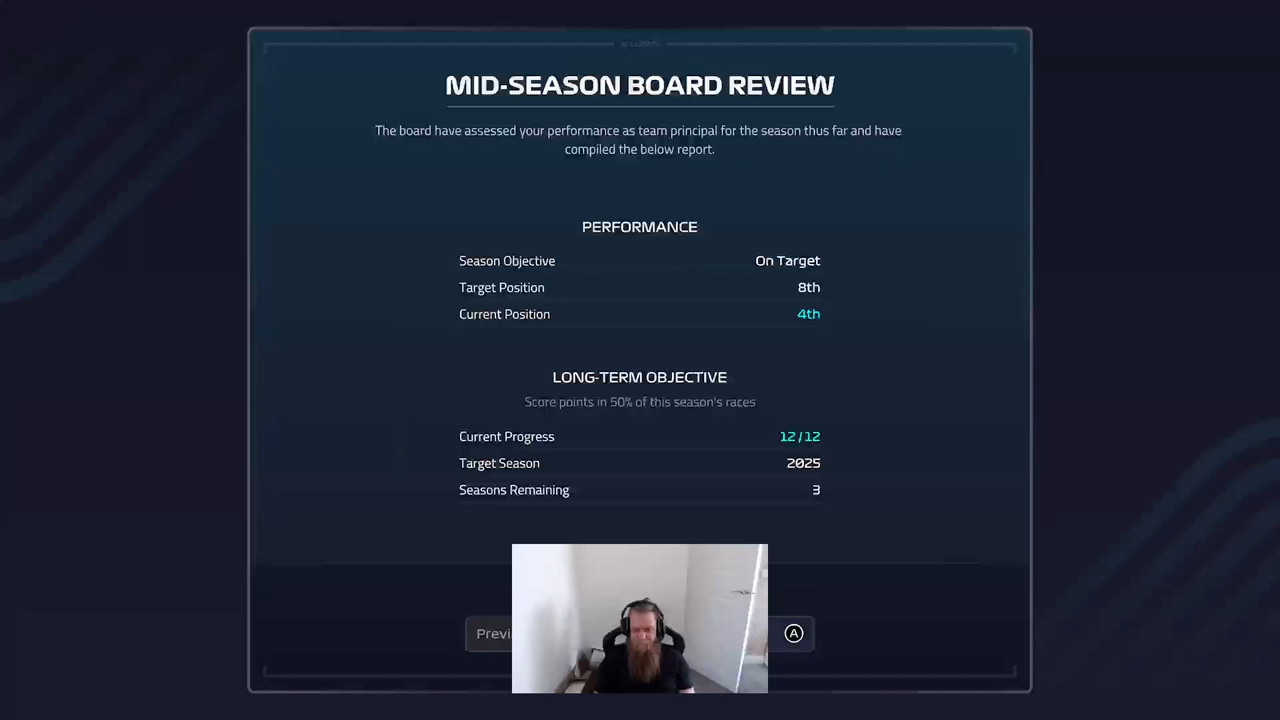 MID-SEASON BOARD REVIEW
The board have assessed your performance as team principal for the season thus far and have
compiled the below report.
PERFORMANCE
Season Objective On Target
Target Position 8th
Current Position 4th
LONG-TERM OBJECTIVE
Score points in 50% of this season's races
Current Progress 12/12
Target Season 2025
Seasons Remaining 3
Previ A